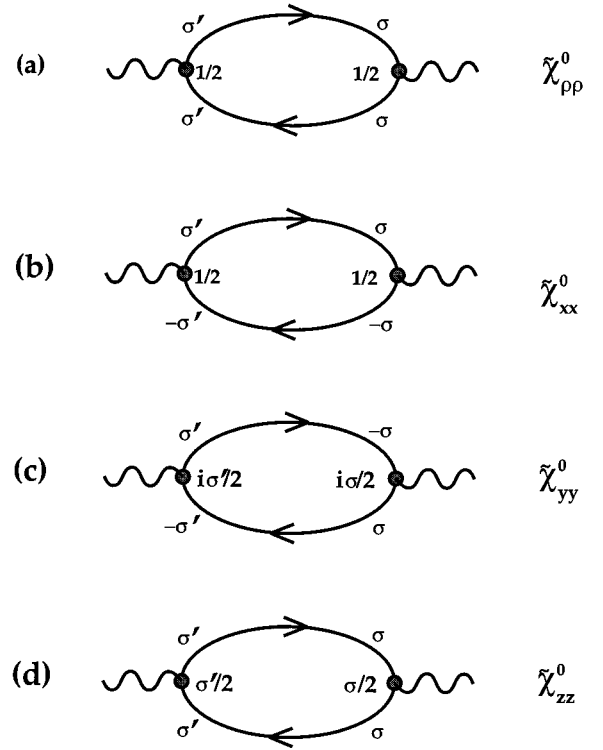 σ′ σ
(a) 1/2 1/2 χ̃⁰ρρ
σ′ σ
σ′ σ
(b) 1/2 1/2 χ̃⁰xx
−σ′ −σ
σ′ −σ
(c) iσ′/2 iσ/2 χ̃⁰yy
−σ′ σ
σ′ σ
(d) σ′/2 σ/2 χ̃⁰zz
σ′ σ